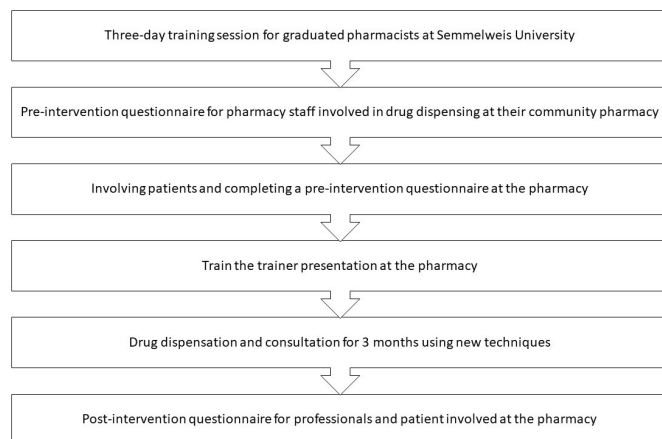 Three-day training session for graduated pharmacists at Semmelweis University
Pre-intervention questionnaire for pharmacy staff involved in drug dispensing at their community pharmacy
Involving patients and completing a pre-intervention questionnaire at the pharmacy
Train the trainer presentation at the pharmacy
Drug dispensation and consultation for 3 months using new techniques
Post-intervention questionnaire for professionals and patient involved at the pharmacy